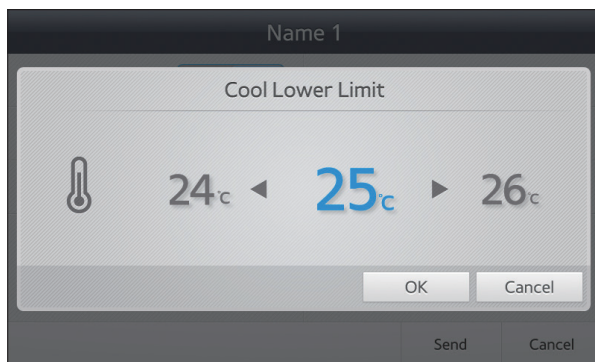 Name 1
Cool Lower Limit
24℃ ◀ 25℃ ▶ 26℃
OK Cancel
Send Cancel